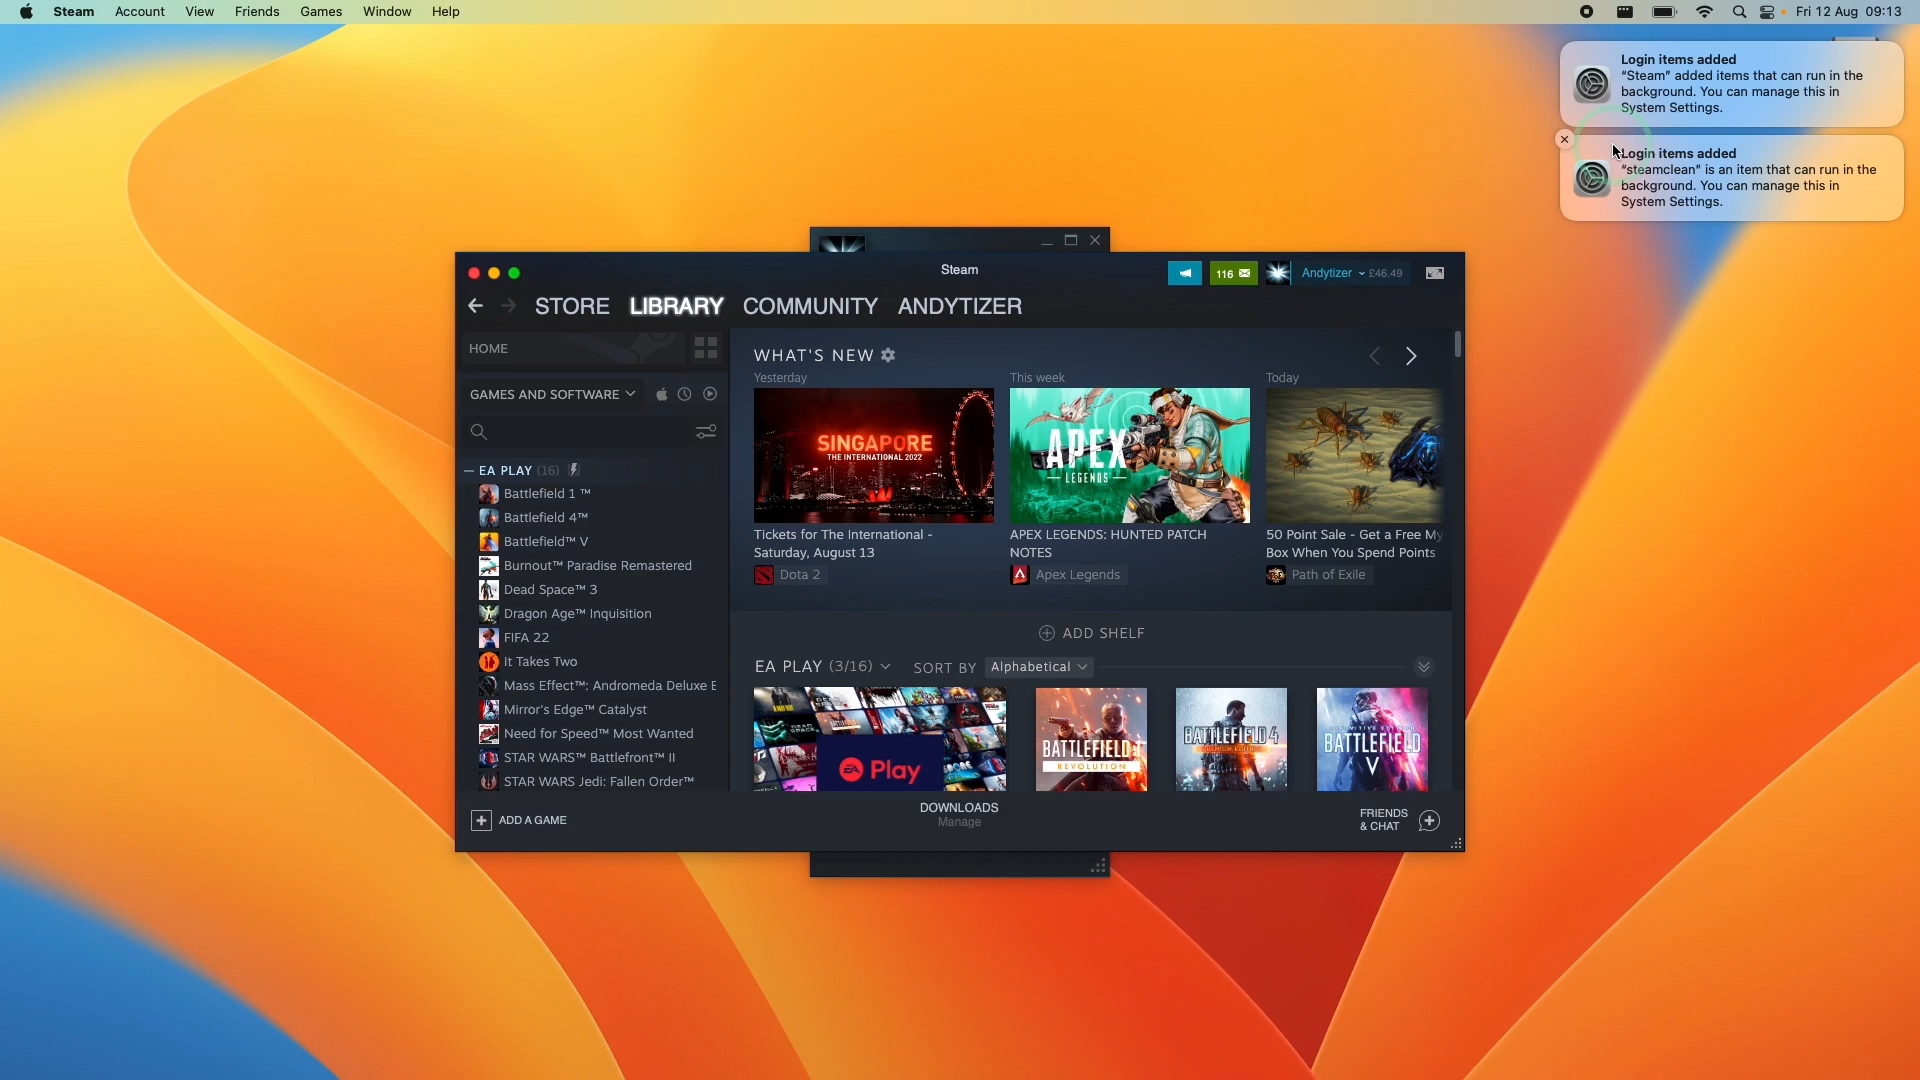 Steam Account View Friends Games Window Help
Fri 12 Aug 09:13
Login items added
“Steam” added items that can run in the
background. You can manage this in
System Settings.
Login items added
“steamclean” is an item that can run in the
background. You can manage this in
System Settings.
Steam
116
Andytizer £46.49
STORE LIBRARY COMMUNITY ANDYTIZER
HOME
GAMES AND SOFTWARE
EA PLAY (16)
Battlefield 1 ™
Battlefield 4™
Battlefield™ V
Burnout™ Paradise Remastered
Dead Space™ 3
Dragon Age™ Inquisition
FIFA 22
It Takes Two
Mass Effect™: Andromeda Deluxe E
Mirror's Edge™ Catalyst
Need for Speed™ Most Wanted
STAR WARS™ Battlefront™ II
STAR WARS Jedi: Fallen Order™
WHAT'S NEW
Yesterday
SINGAPORE
THE INTERNATIONAL 2022
Tickets for The International -
Saturday, August 13
Dota 2
This week
APEX
LEGENDS
APEX LEGENDS: HUNTED PATCH
NOTES
Apex Legends
Today
50 Point Sale - Get a Free My
Box When You Spend Points
Path of Exile
ADD SHELF
EA PLAY (3/16) SORT BY Alphabetical
EA Play
BATTLEFIELD 1
REVOLUTION
BATTLEFIELD 4
PREMIUM EDITION
DEFINITIVE EDITION
BATTLEFIELD
V
ADD A GAME
DOWNLOADS
Manage
FRIENDS
& CHAT